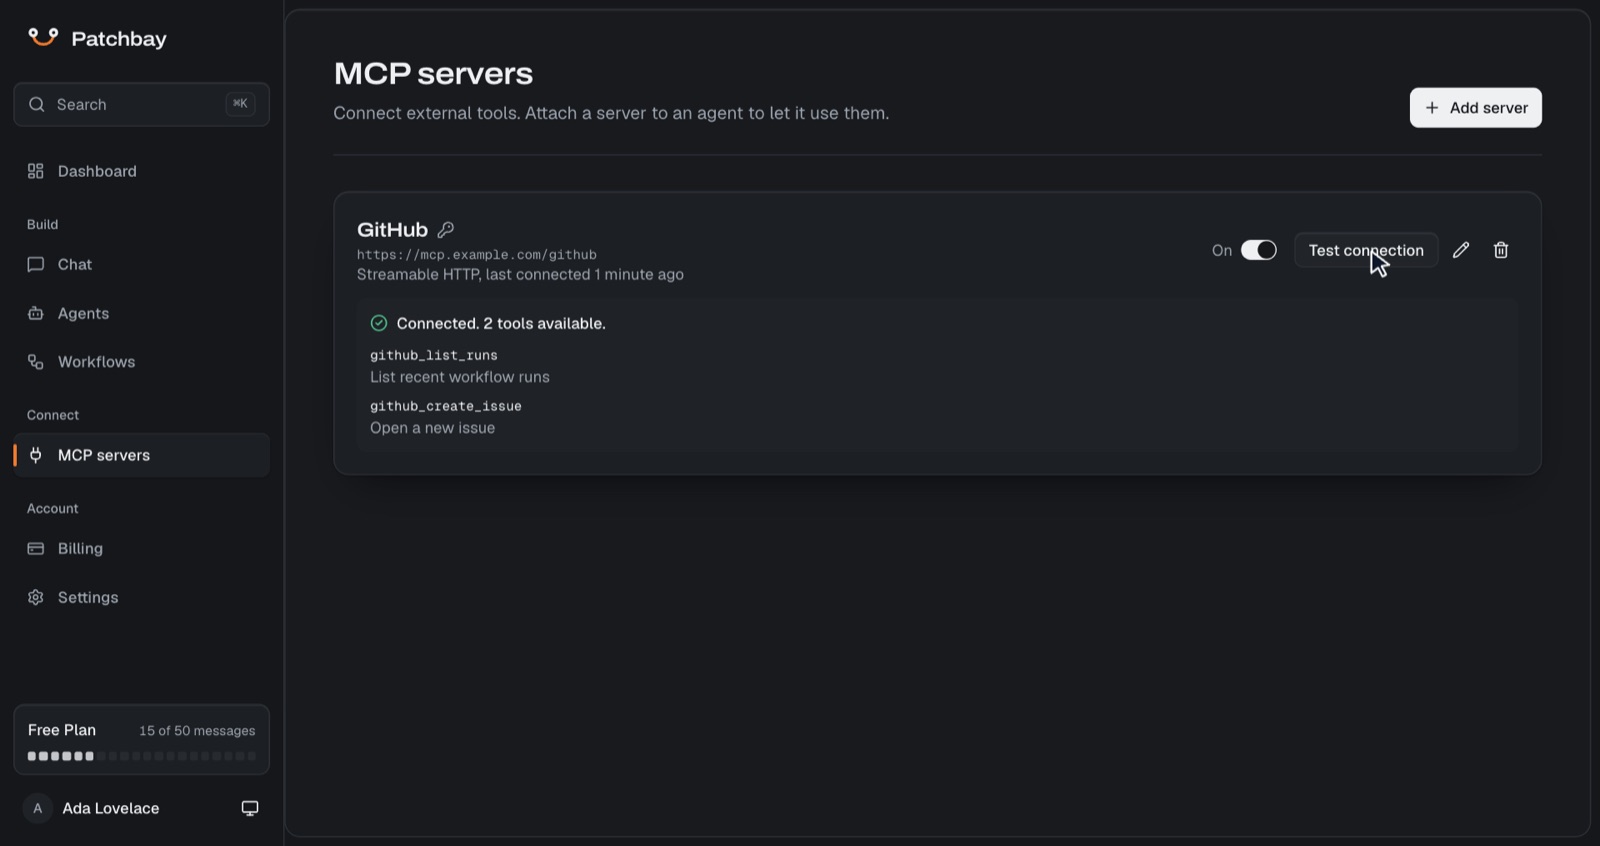 Patchbay
Search
⌘K
Dashboard
Build
Chat
Agents
Workflows
Connect
MCP servers
Account
Billing
Settings
Free Plan
15 of 50 messages
A
Ada Lovelace
MCP servers
Connect external tools. Attach a server to an agent to let it use them.
+ Add server
GitHub
https://mcp.example.com/github
Streamable HTTP, last connected 1 minute ago
On
Test connection
Connected. 2 tools available.
github_list_runs
List recent workflow runs
github_create_issue
Open a new issue